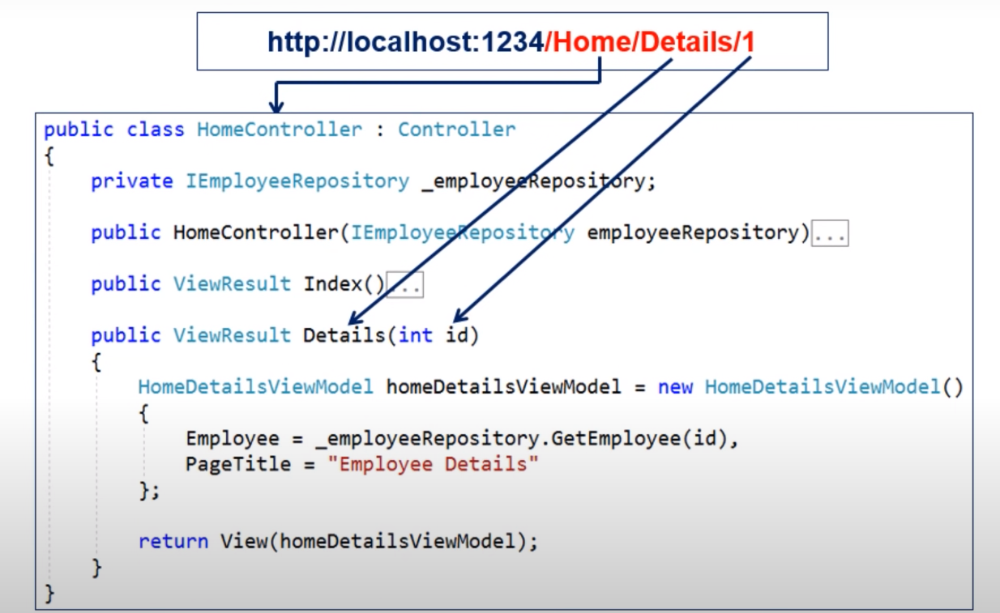 http://localhost:1234/Home/Details/1
public class HomeController : Controller
{
    private IEmployeeRepository _employeeRepository;
    public HomeController(IEmployeeRepository employeeRepository)...
    public ViewResult Index()...
    public ViewResult Details(int id)
    {
        HomeDetailsViewModel homeDetailsViewModel = new HomeDetailsViewModel()
        {
            Employee = _employeeRepository.GetEmployee(id),
            PageTitle = "Employee Details"
        };
        return View(homeDetailsViewModel);
    }
}